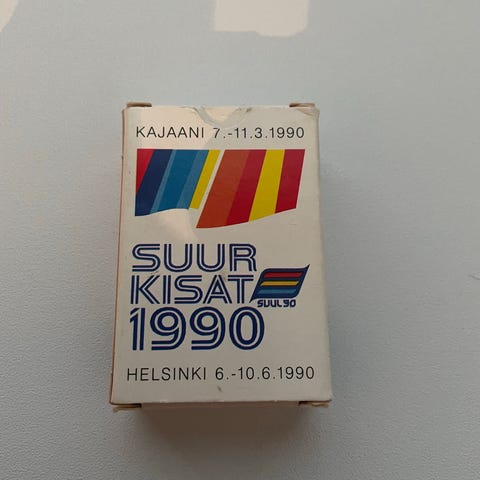 KAJAANI 7.-11.3.1990
SUUR
KISAT
SUUL 90
1990
HELSINKI 6.-10.6.1990